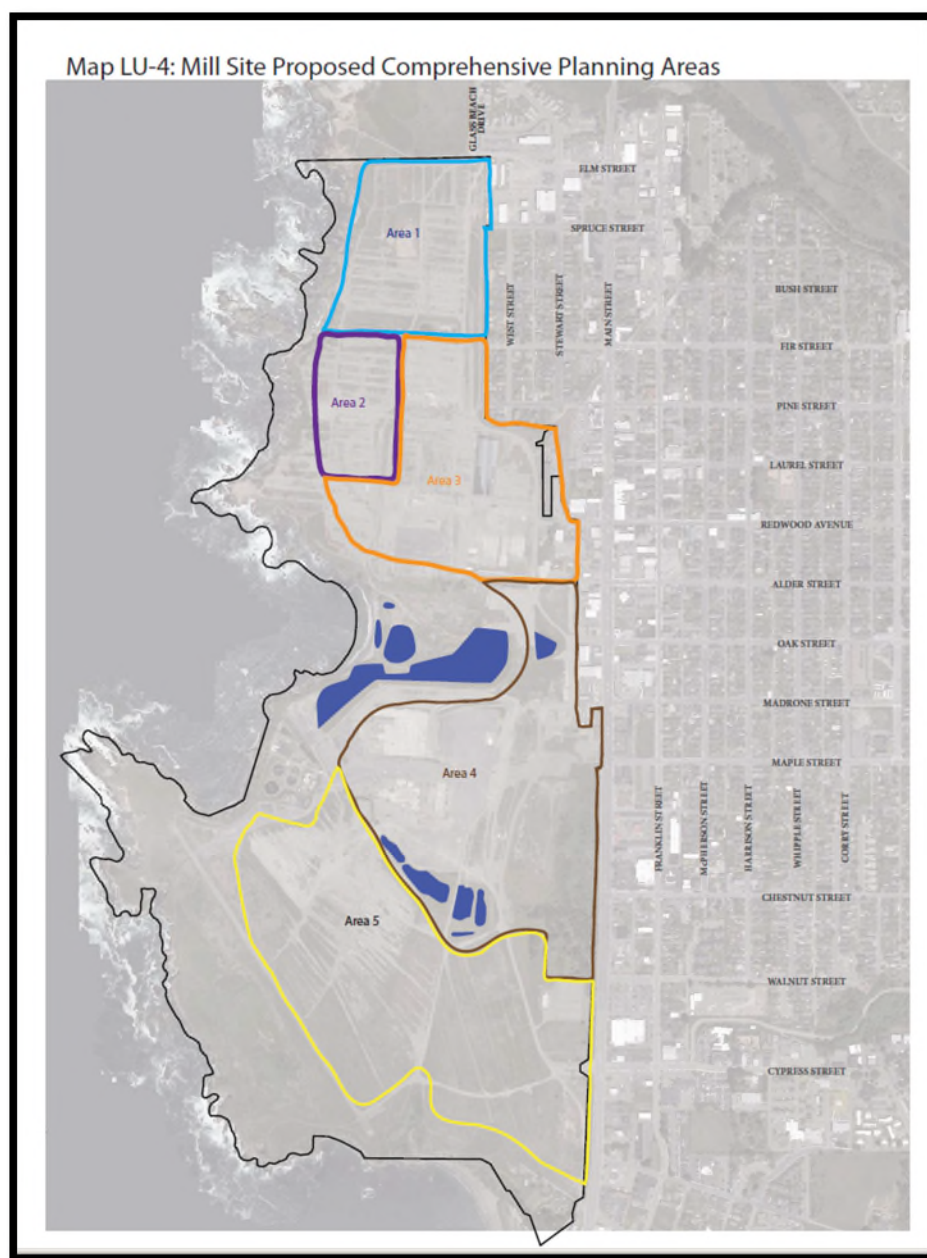 Map LU-4: Mill Site Proposed Comprehensive Planning Areas
GLASS BEACH
DRIVE
ELM STREET
Area 1
SPRUCE STREET
WEST STREET
STEWART STREET
MAIN STREET
BUSH STREET
FIR STREET
Area 2
PINE STREET
LAUREL STREET
Area 3
REDWOOD AVENUE
ALDER STREET
OAK STREET
MADRONE STREET
MAPLE STREET
Area 4
FRANKLIN STREET
McPHERSON STREET
HARRISON STREET
WHIPPLE STREET
CORRY STREET
CHESTNUT STREET
Area 5
WALNUT STREET
CYPRESS STREET